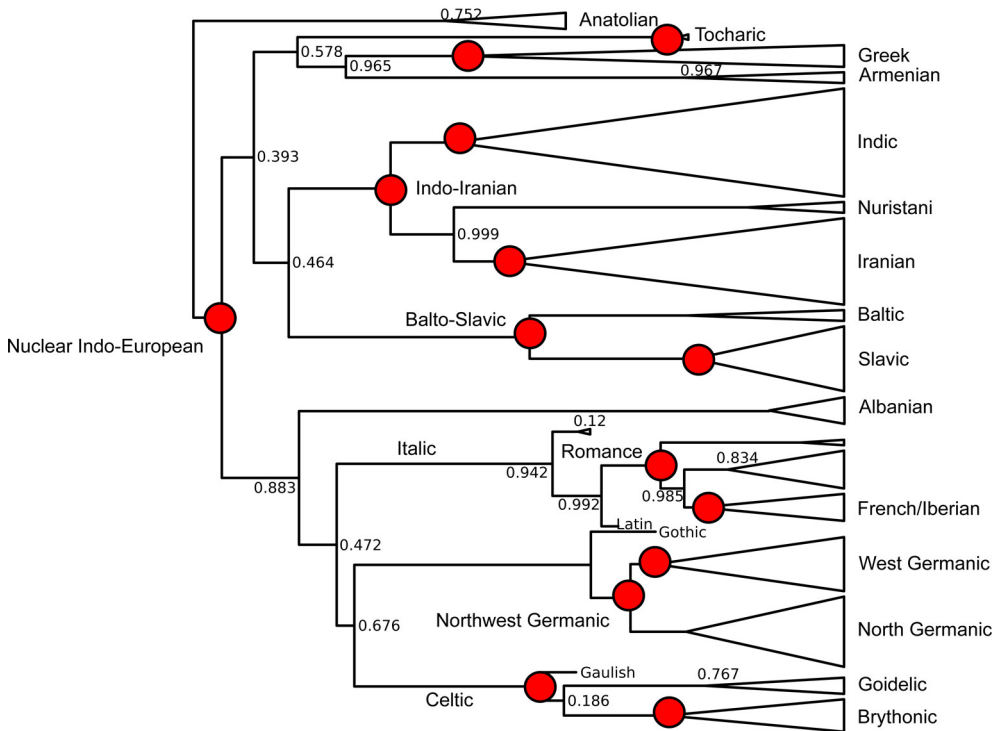 0.752
Anatolian
Tocharic
0.578
Greek
0.965
0.967
Armenian
Indic
0.393
Indo-Iranian
Nuristani
0.999
0.464
Iranian
Balto-Slavic
Baltic
Nuclear Indo-European
Slavic
Albanian
0.12
Italic
Romance
0.834
0.942
0.883
0.985
0.992
French/Iberian
Latin
Gothic
0.472
West Germanic
Northwest Germanic
0.676
North Germanic
Gaulish
0.767
Goidelic
Celtic
0.186
Brythonic